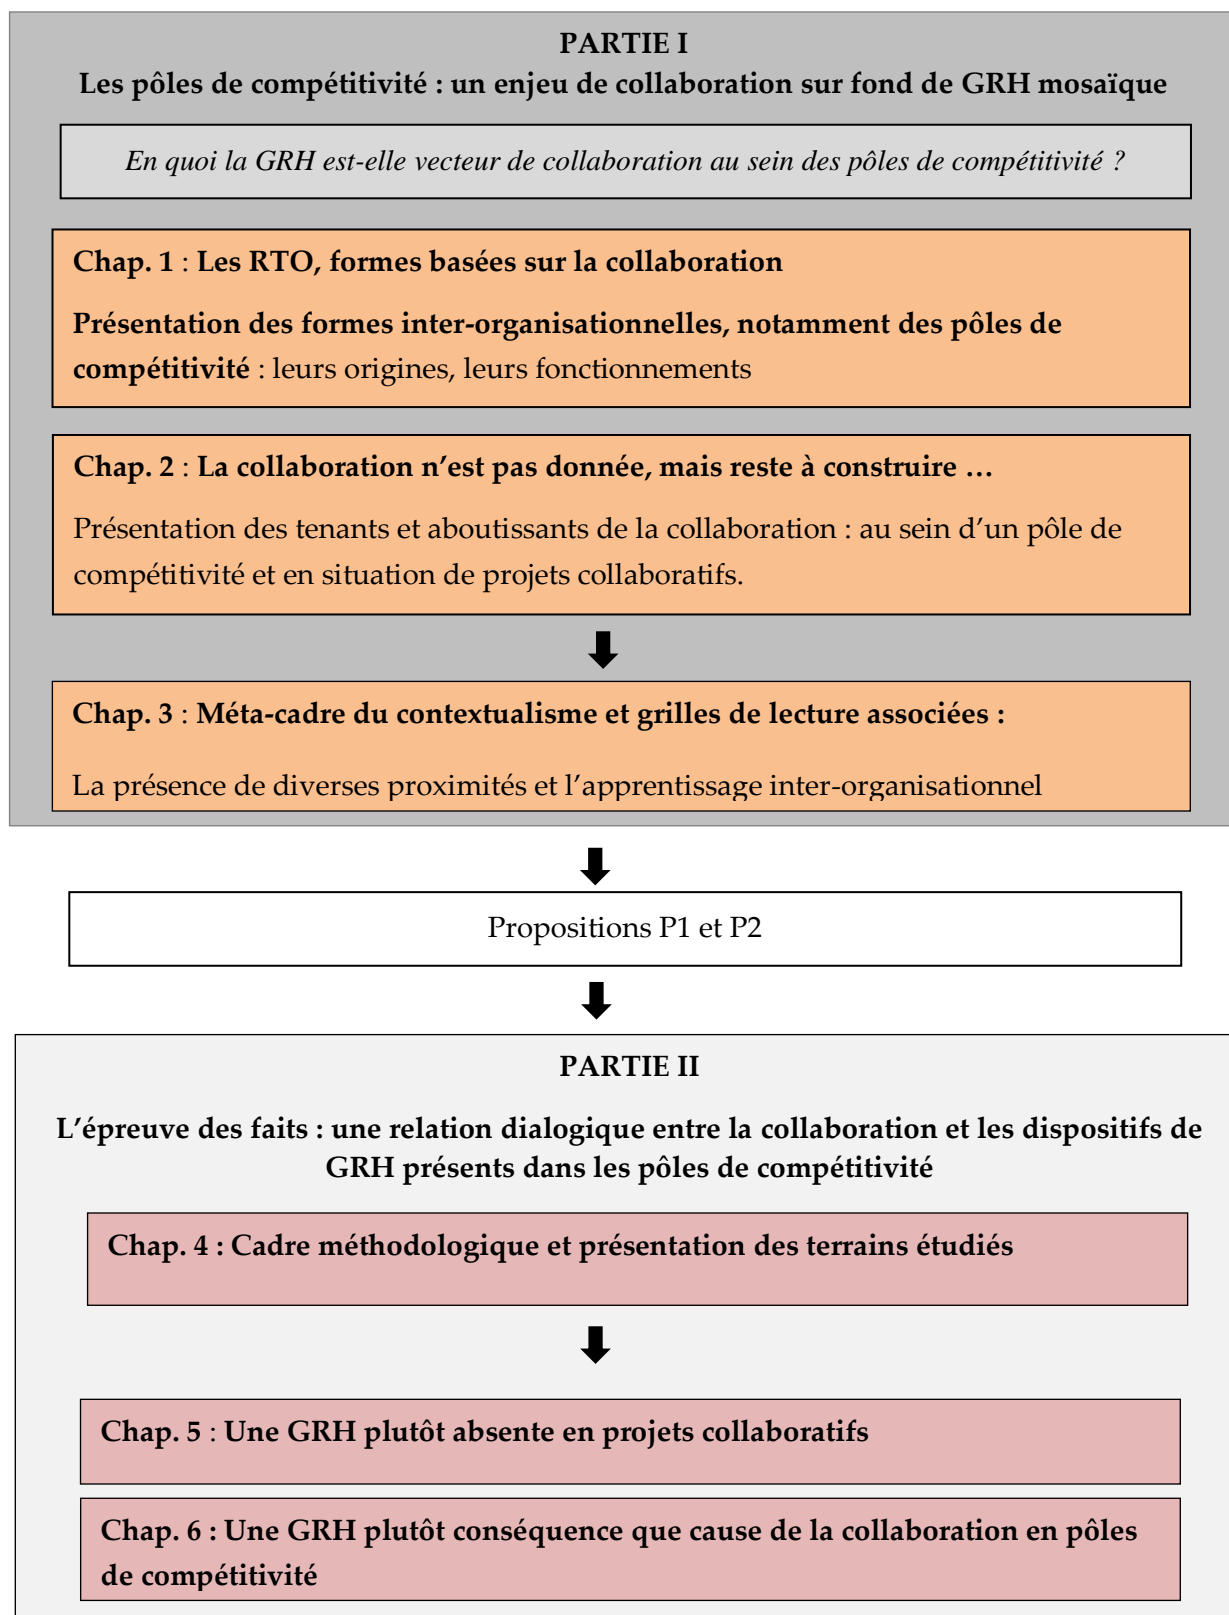 PARTIE I
Les pôles de compétitivité : un enjeu de collaboration sur fond de GRH mosaïque
En quoi la GRH est-elle vecteur de collaboration au sein des pôles de compétitivité ?
Chap. 1 : Les RTO, formes basées sur la collaboration
Présentation des formes inter-organisationnelles, notamment des pôles de
compétitivité : leurs origines, leurs fonctionnements
Chap. 2 : La collaboration n’est pas donnée, mais reste à construire …
Présentation des tenants et aboutissants de la collaboration : au sein d’un pôle de
compétitivité et en situation de projets collaboratifs.
Chap. 3 : Méta-cadre du contextualisme et grilles de lecture associées :
La présence de diverses proximités et l’apprentissage inter-organisationnel
Propositions P1 et P2
PARTIE II
L’épreuve des faits : une relation dialogique entre la collaboration et les dispositifs de
GRH présents dans les pôles de compétitivité
Chap. 4 : Cadre méthodologique et présentation des terrains étudiés
Chap. 5 : Une GRH plutôt absente en projets collaboratifs
Chap. 6 : Une GRH plutôt conséquence que cause de la collaboration en pôles
de compétitivité